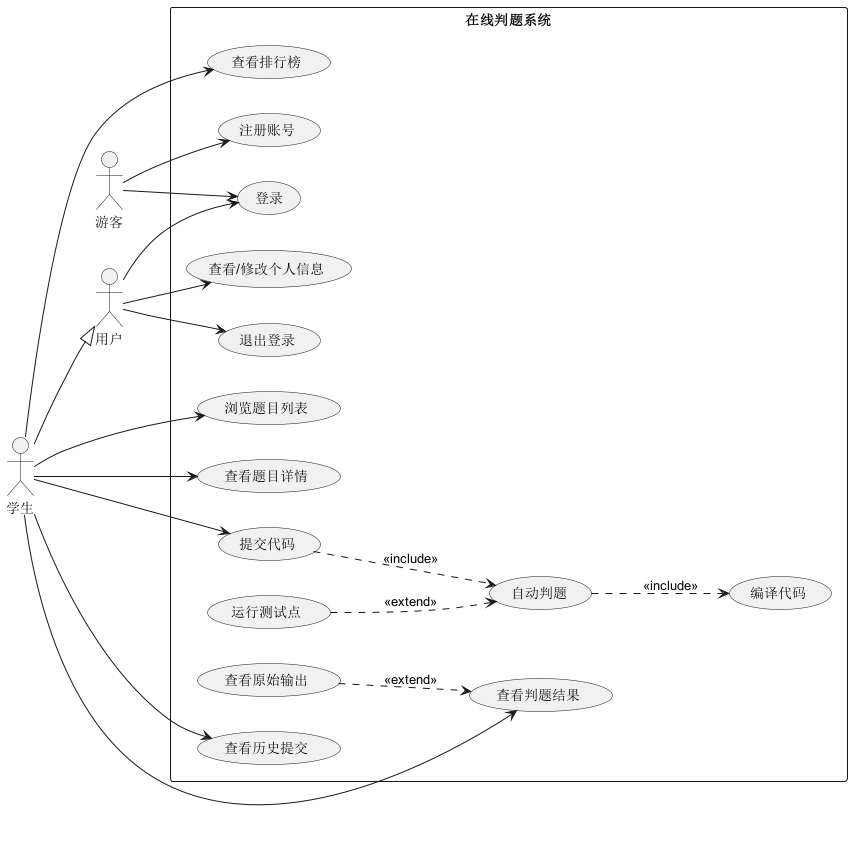 在线判题系统
查看排行榜
注册账号
游客
登录
查看/修改个人信息
用户
退出登录
浏览题目列表
学生
查看题目详情
提交代码
«include»
自动判题
«include»
编译代码
运行测试点
«extend»
查看原始输出
«extend»
查看判题结果
查看历史提交